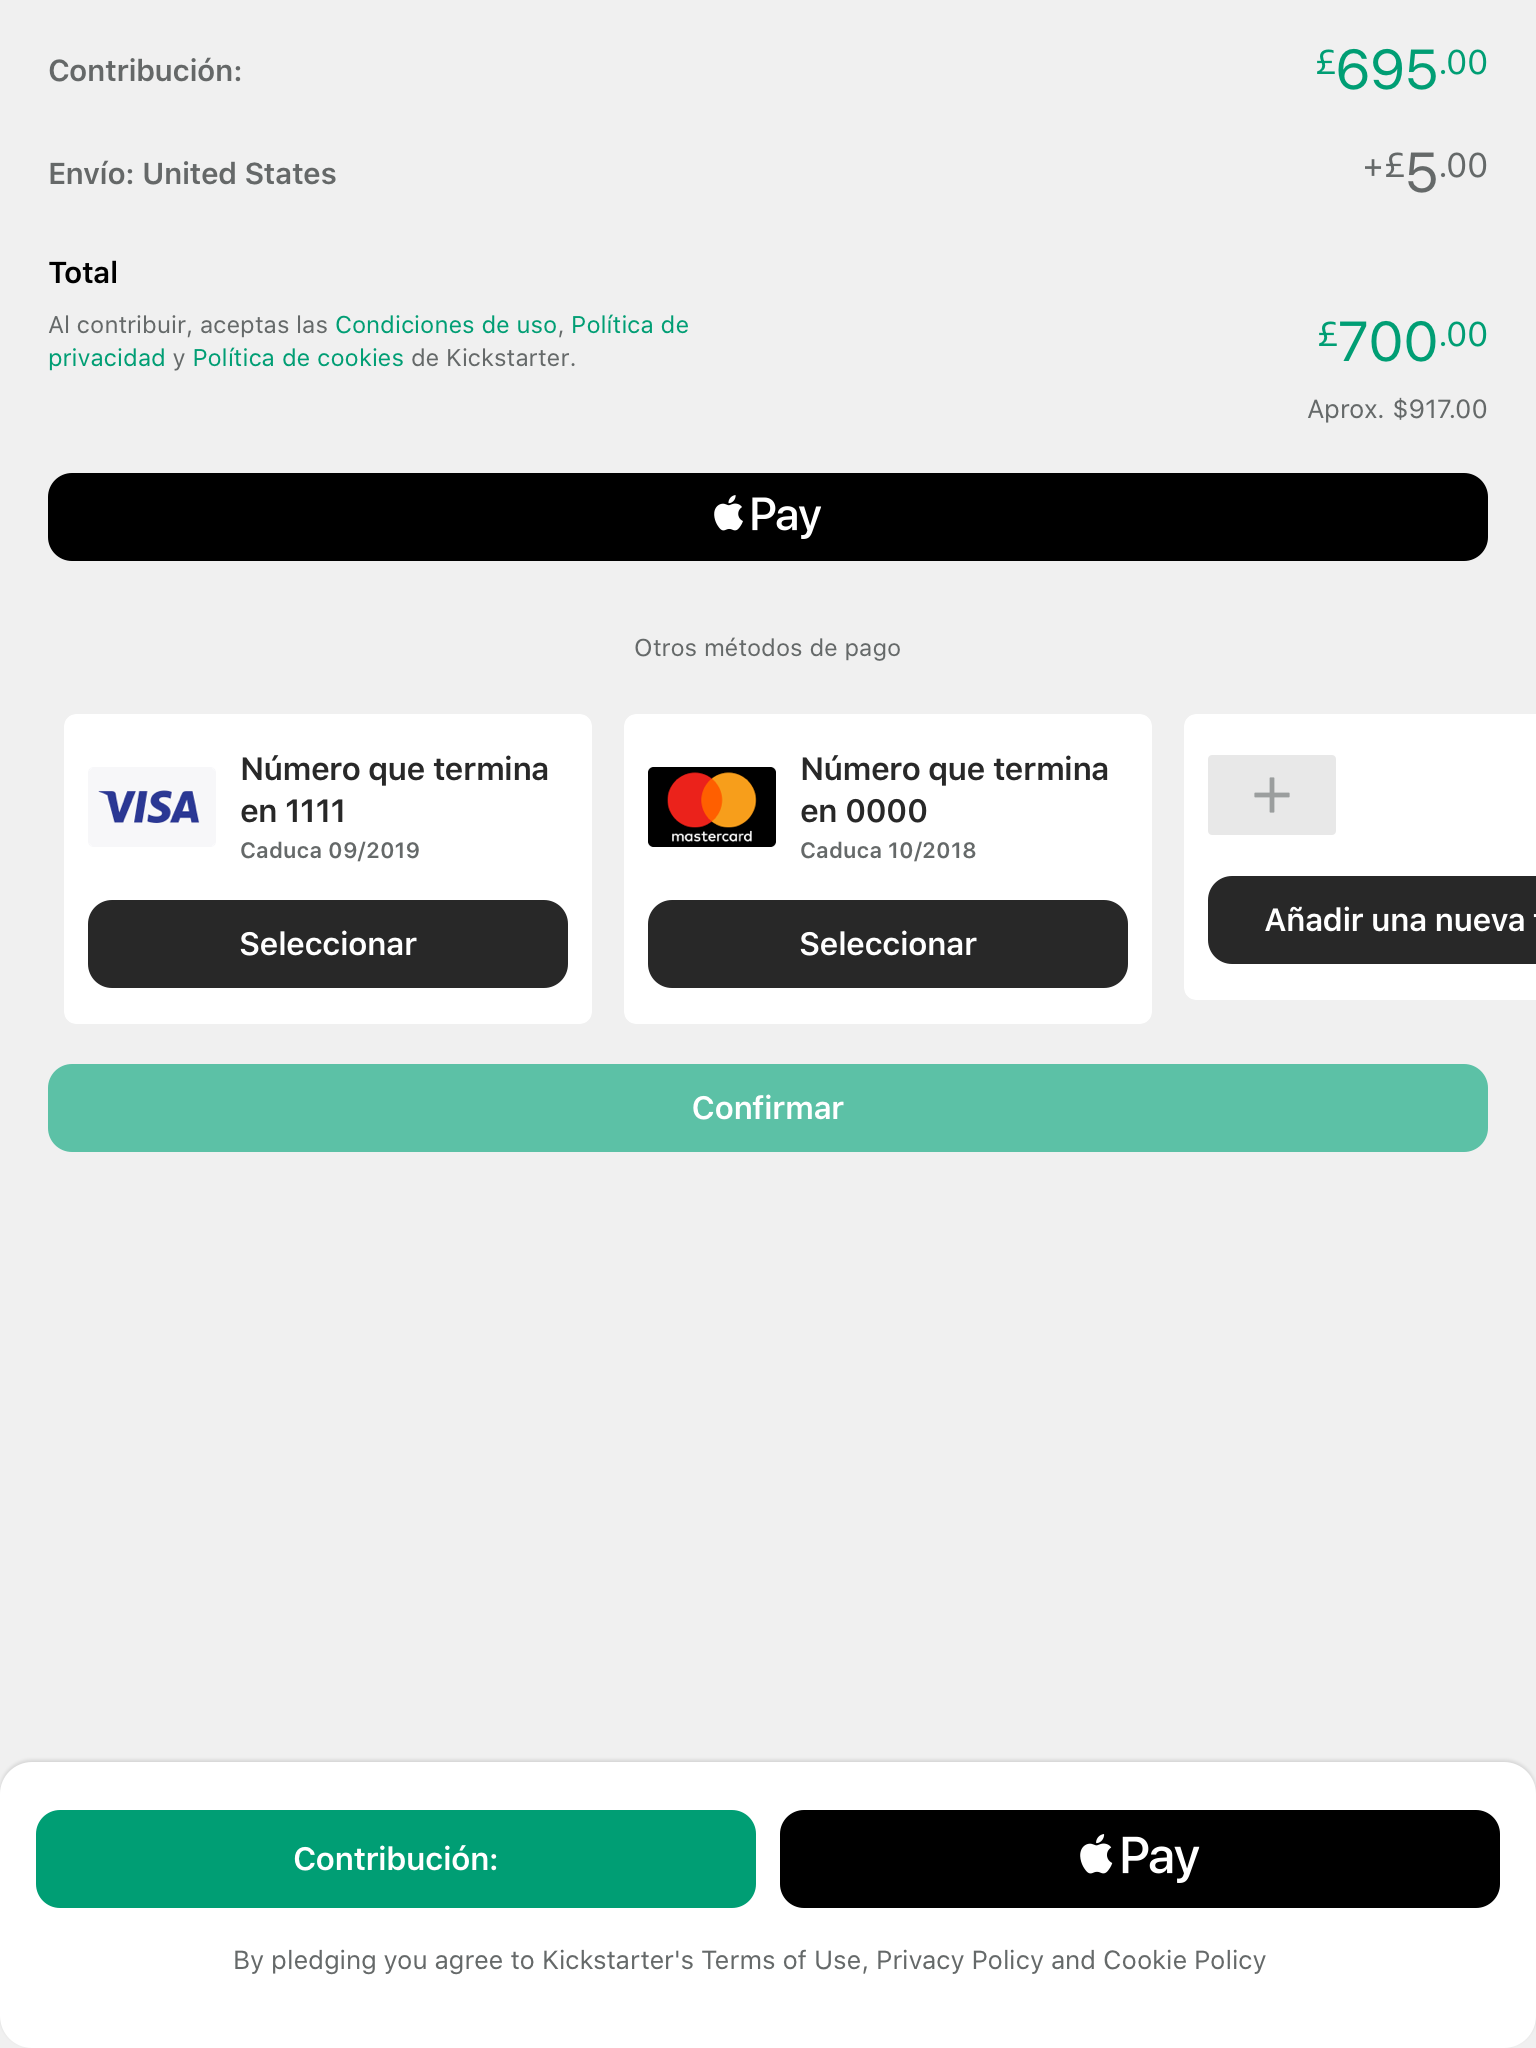 Contribución:
£695.00
Envío: United States
+£5.00
Total
Al contribuir, aceptas las Condiciones de uso, Política de
privacidad y Política de cookies de Kickstarter.
£700.00
Aprox. $917.00
Pay
Otros métodos de pago
VISA
Número que termina
en 1111
Caduca 09/2019
Seleccionar
mastercard
Número que termina
en 0000
Caduca 10/2018
Seleccionar
Añadir una nueva
Confirmar
Contribución:
Pay
By pledging you agree to Kickstarter's Terms of Use, Privacy Policy and Cookie Policy